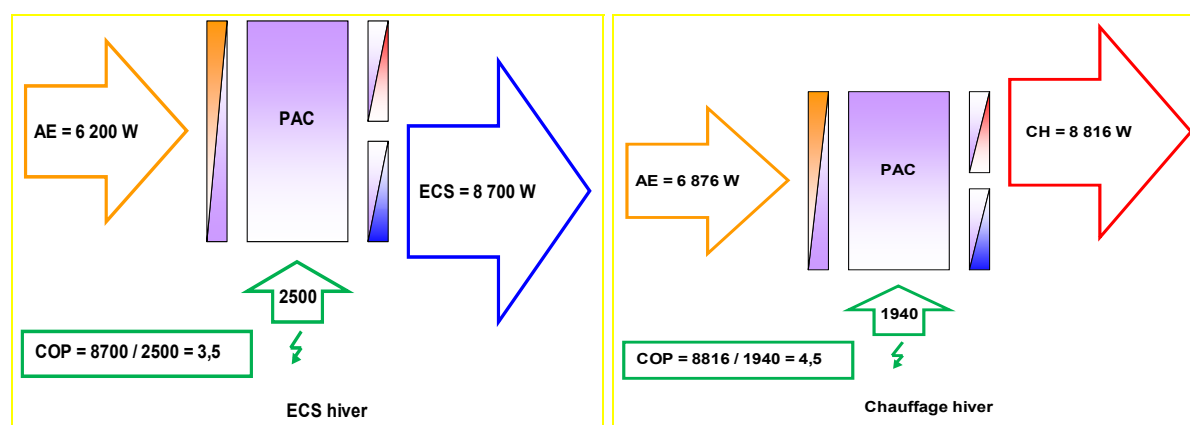 AE = 6 200 W
PAC
ECS = 8 700 W
2500
COP = 8700 / 2500 = 3,5
ECS hiver
AE = 6 876 W
PAC
CH = 8 816 W
1940
COP = 8816 / 1940 = 4,5
Chauffage hiver